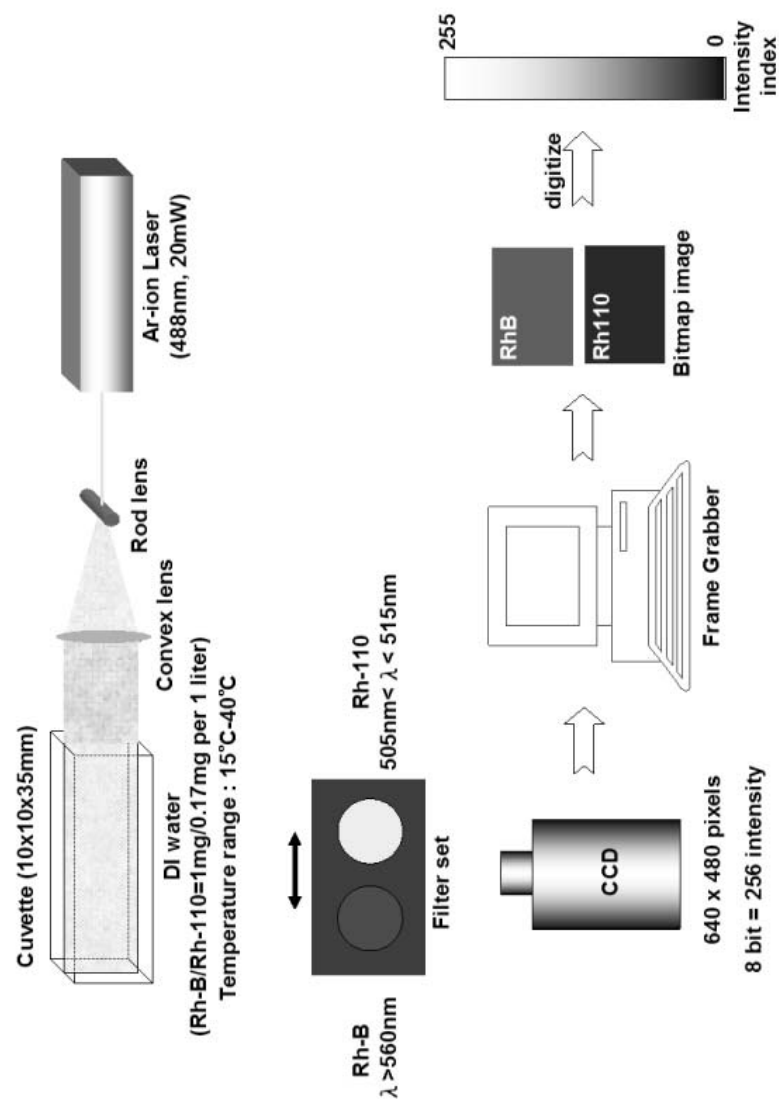 Cuvette (10x10x35mm)
DI water
(Rh-B/Rh-110=1mg/0.17mg per 1 liter)
Temperature range : 15°C-40°C
Convex lens
Rod lens
Ar-ion Laser
(488nm, 20mW)
Rh-B
λ >560nm
Filter set
Rh-110
505nm< λ < 515nm
CCD
640 x 480 pixels
8 bit = 256 intensity
Frame Grabber
RhB
Rh110
Bitmap image
digitize
255
0
Intensity
index